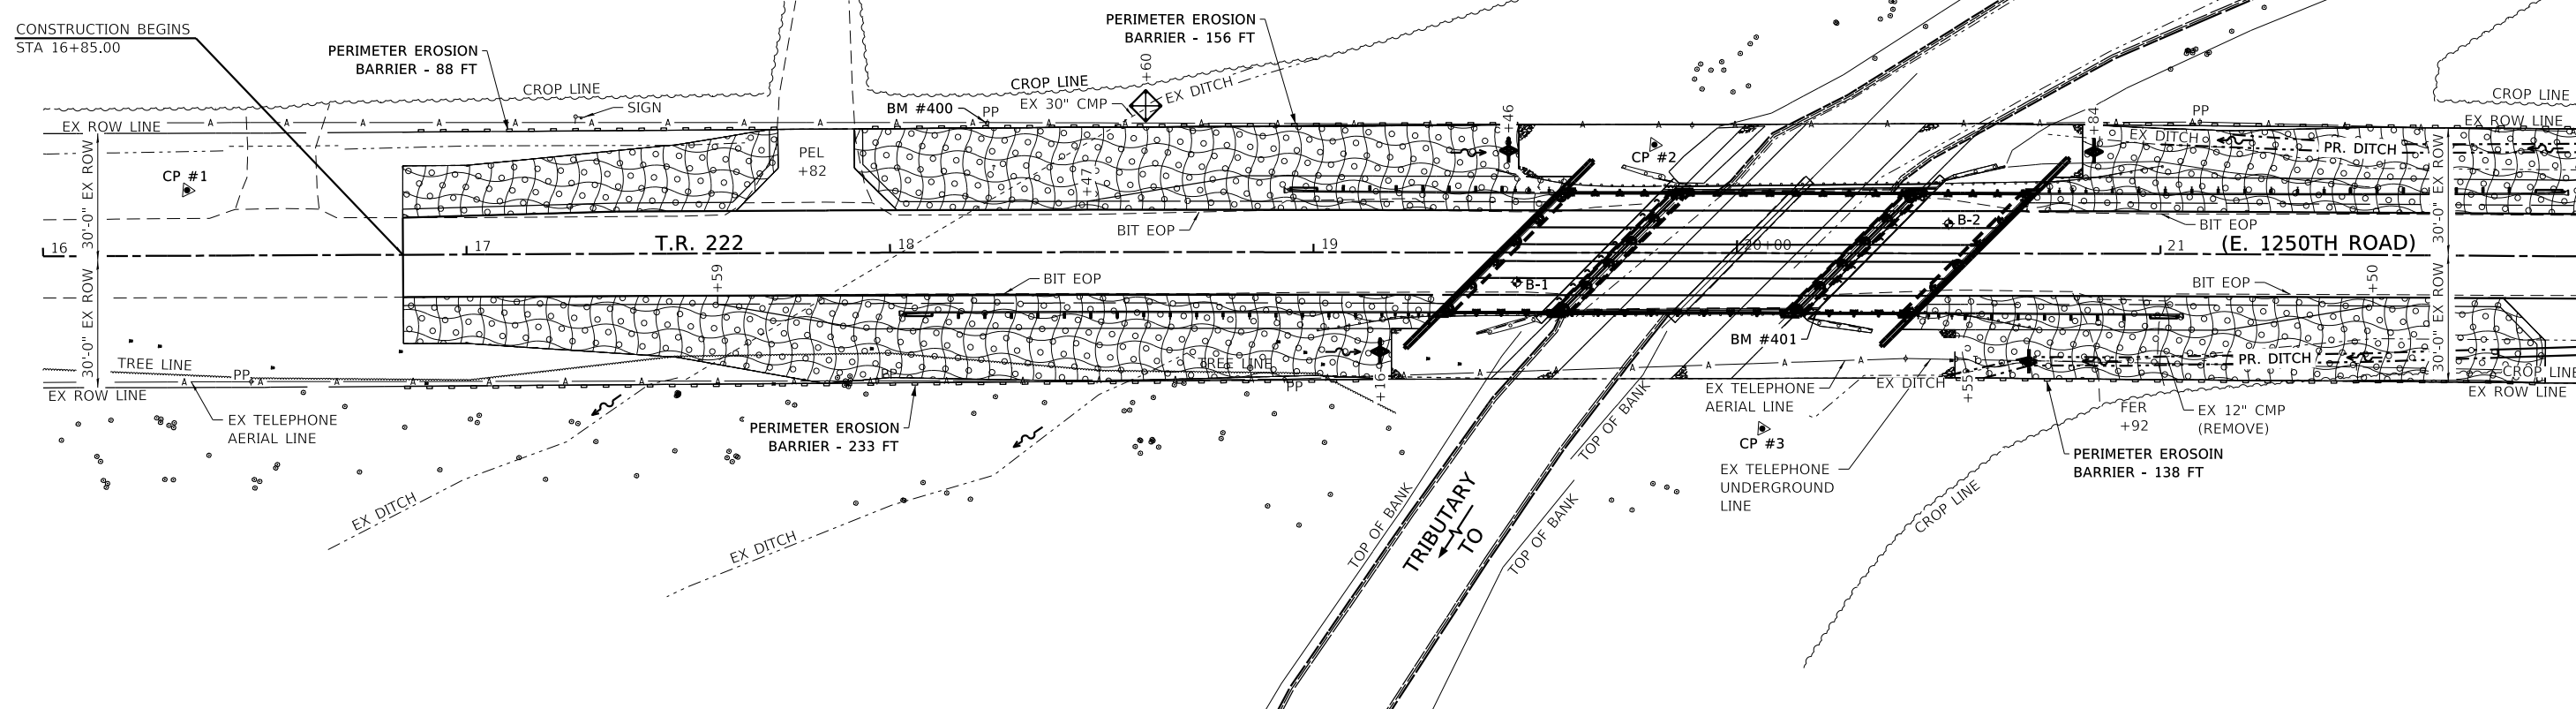 CONSTRUCTION BEGINS
STA 16+85.00
PERIMETER EROSION
BARRIER - 88 FT
PERIMETER EROSION
BARRIER - 156 FT
CROP LINE
SIGN
BM #400
PP
CROP LINE
EX 30" CMP
+60
EX DITCH
+46
+84
PP
CROP LINE
EX ROW LINE
EX ROW LINE
EX DITCH
PR. DITCH
CP #1
30'-0" EX ROW
PEL
+82
+47
CP #2
B-2
30'-0" EX ROW
BIT EOP
BIT EOP
16
17
T.R. 222
18
19
20+00
21
(E. 1250TH ROAD)
+59
BIT EOP
B-1
BIT EOP
+50
30'-0" EX ROW
30'-0" EX ROW
TREE LINE
PP
PP
TREE LINE
PP
+16
BM #401
PR. DITCH
CROP LINE
EX ROW LINE
EX ROW LINE
EX TELEPHONE
AERIAL LINE
EX TELEPHONE
AERIAL LINE
EX DITCH
+55
FER
+92
EX 12" CMP
(REMOVE)
PERIMETER EROSION
BARRIER - 233 FT
CP #3
PERIMETER EROSOIN
BARRIER - 138 FT
EX TELEPHONE
UNDERGROUND
LINE
EX DITCH
EX DITCH
TOP OF BANK
TRIBUTARY
TO
TOP OF BANK
TOP OF BANK
CROP LINE
A A A A A A A A A A A A A A A A A A A A
A A A A A A A A A A A A A A A A A A A A